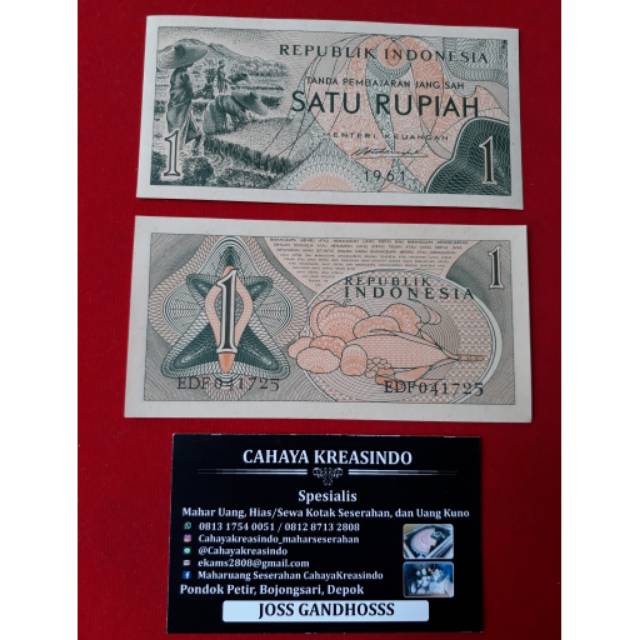 REPUBLIK INDONESIA
TANDA PEMBAJARAN JANG SAH
SATU RUPIAH
MENTERI KEUANGAN
1961
1
1
1
1
REPUBLIK
INDONESIA
EDF041725
EDF041725
CAHAYA KREASINDO
Spesialis
Mahar Uang, Hias/Sewa Kotak Seserahan, dan Uang Kuno
0813 1754 0051 / 0812 8713 2808
Cahayakreasindo_maharseserahan
@Cahayakreasindo
ekams2808@gmail.com
Maharuang Seserahan CahayaKreasindo
Pondok Petir, Bojongsari, Depok
JOSS GANDHOSSS